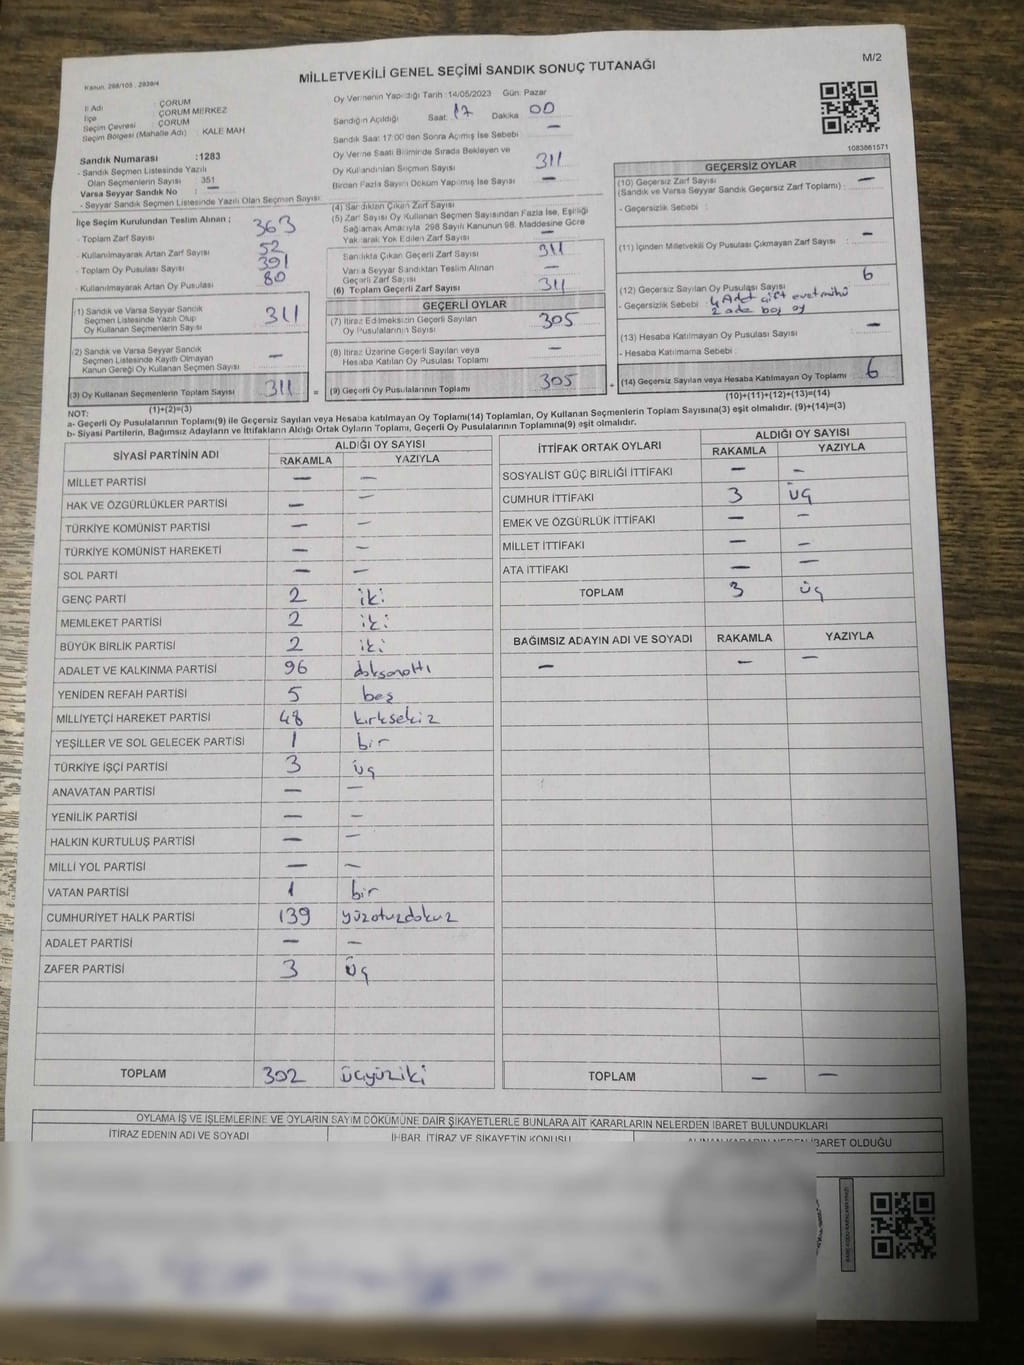 M/2
Kanun: 298/105 , 2839/4
MİLLETVEKİLİ GENEL SEÇİMİ SANDIK SONUÇ TUTANAĞI
İl Adı : ÇORUM
İlçe : ÇORUM MERKEZ
Seçim Çevresi : ÇORUM
Seçim Bölgesi (Mahalle Adı) : KALE MAH
Oy Vermenin Yapıldığı Tarih : 14/05/2023 Gün: Pazar
Sandığın Açıldığı Saat: 17 Dakika 00
Sandık Saat 17:00 den Sonra Açılmış İse Sebebi —
Sandık Numarası :1283
- Sandık Seçmen Listesinde Yazılı
Olan Seçmenlerin Sayısı 351
Varsa Seyyar Sandık No : —
- Seyyar Sandık Listesinde Yazılı Olan Seçmen Sayısı
Oy Verme Saati Bitiminde Sırada Bekleyen ve
Oy Kullandırılan Seçmen Sayısı 311
Birden Fazla Sayım Döküm Yapılmış İse Sayısı —
1083861571
İlçe Seçim Kurulundan Teslim Alınan ;
- Toplam Zarf Sayısı 363
- Kullanılmayarak Artan Zarf Sayısı 52
- Toplam Oy Pusulası Sayısı 391
- Kullanılmayarak Artan Oy Pusulası 80
(1) Sandık ve Varsa Seyyar Sandık
Seçmen Listesinde Yazılı Olup
Oy Kullanan Seçmenlerin Sayısı 311
(2) Sandık ve Varsa Seyyar Sandık
Seçmen Listesinde Kayıtlı Olmayan
Kanun Gereği Oy Kullanan Seçmen Sayısı —
(3) Oy Kullanan Seçmenlerin Toplam Sayısı 311 =
(1)+(2)=(3)
(4) Sandıktan Çıkan Zarf Sayısı
(5) Zarf Sayısı Oy Kullanan Seçmen Sayısından Fazla İse, Eşitliği
Sağlamak Amacıyla 298 Sayılı Kanunun 98. Maddesine Göre
Yakılarak Yok Edilen Zarf Sayısı —
Sandıkta Çıkan Geçerli Zarf Sayısı 311
Varsa Seyyar Sandıktan Teslim Alınan
Geçerli Zarf Sayısı —
(6) Toplam Geçerli Zarf Sayısı 311
GEÇERLİ OYLAR
(7) İtiraz Edilmeksizin Geçerli Sayılan
Oy Pusulalarının Sayısı 305
(8) İtiraz Üzerine Geçerli Sayılan veya
Hesaba Katılan Oy Pusulası Toplamı —
(9) Geçerli Oy Pusulalarının Toplamı 305 +
GEÇERSİZ OYLAR
(10) Geçersiz Zarf Sayısı —
(Sandık ve Varsa Seyyar Sandık Geçersiz Zarf Toplamı) :
- Geçersizlik Sebebi :
(11) İçinden Milletvekili Oy Pusulası Çıkmayan Zarf Sayısı : —
(12) Geçersiz Sayılan Oy Pusulası Sayısı 6
- Geçersizlik Sebebi : 4 Adet çift evet mühü
2 ade boş oy
(13) Hesaba Katılmayan Oy Pusulası Sayısı —
- Hesaba Katılmama Sebebi :
(14) Geçersiz Sayılan veya Hesaba Katılmayan Oy Toplamı 6
(10)+(11)+(12)+(13)=(14)
NOT:
a- Geçerli Oy Pusulalarının Toplamı(9) ile Geçersiz Sayılan veya Hesaba katılmayan Oy Toplamı(14) Toplamları, Oy Kullanan Seçmenlerin Toplam Sayısına(3) eşit olmalıdır. (9)+(14)=(3)
b- Siyasi Partilerin, Bağımsız Adayların ve İttifakların Aldığı Ortak Oyların Toplamı, Geçerli Oy Pusulalarının Toplamına(9) eşit olmalıdır.
SİYASİ PARTİNİN ADI ALDIĞI OY SAYISI
RAKAMLA YAZIYLA
MİLLET PARTİSİ — —
HAK VE ÖZGÜRLÜKLER PARTİSİ — —
TÜRKİYE KOMÜNİST PARTİSİ — —
TÜRKİYE KOMÜNİST HAREKETİ — —
SOL PARTİ — —
GENÇ PARTİ 2 iki
MEMLEKET PARTİSİ 2 iki
BÜYÜK BİRLİK PARTİSİ 2 iki
ADALET VE KALKINMA PARTİSİ 96 doksanaltı
YENİDEN REFAH PARTİSİ 5 beş
MİLLİYETÇİ HAREKET PARTİSİ 48 kırksekiz
YEŞİLLER VE SOL GELECEK PARTİSİ 1 bir
TÜRKİYE İŞÇİ PARTİSİ 3 üç
ANAVATAN PARTİSİ — —
YENİLİK PARTİSİ — —
HALKIN KURTULUŞ PARTİSİ — —
MİLLİ YOL PARTİSİ — —
VATAN PARTİSİ 1 bir
CUMHURİYET HALK PARTİSİ 139 yüzotuzdokuz
ADALET PARTİSİ — —
ZAFER PARTİSİ 3 üç
TOPLAM 302 üçyüziki
İTTİFAK ORTAK OYLARI ALDIĞI OY SAYISI
RAKAMLA YAZIYLA
SOSYALİST GÜÇ BİRLİĞİ İTTİFAKI — —
CUMHUR İTTİFAKI 3 üç
EMEK VE ÖZGÜRLÜK İTTİFAKI — —
MİLLET İTTİFAKI — —
ATA İTTİFAKI — —
TOPLAM 3 üç
BAĞIMSIZ ADAYIN ADI VE SOYADI RAKAMLA YAZIYLA
— — —
TOPLAM — —
OYLAMA İŞ VE İŞLEMLERİNE VE OYLARIN SAYIM DÖKÜMÜNE DAİR ŞİKAYETLERLE BUNLARA AİT KARARLARIN NELERDEN İBARET BULUNDUKLARI
İTİRAZ EDENİN ADI VE SOYADI İHBAR, İTİRAZ VE ŞİKAYETİN KONUSU ALINAN KARARIN NEDEN İBARET OLDUĞU